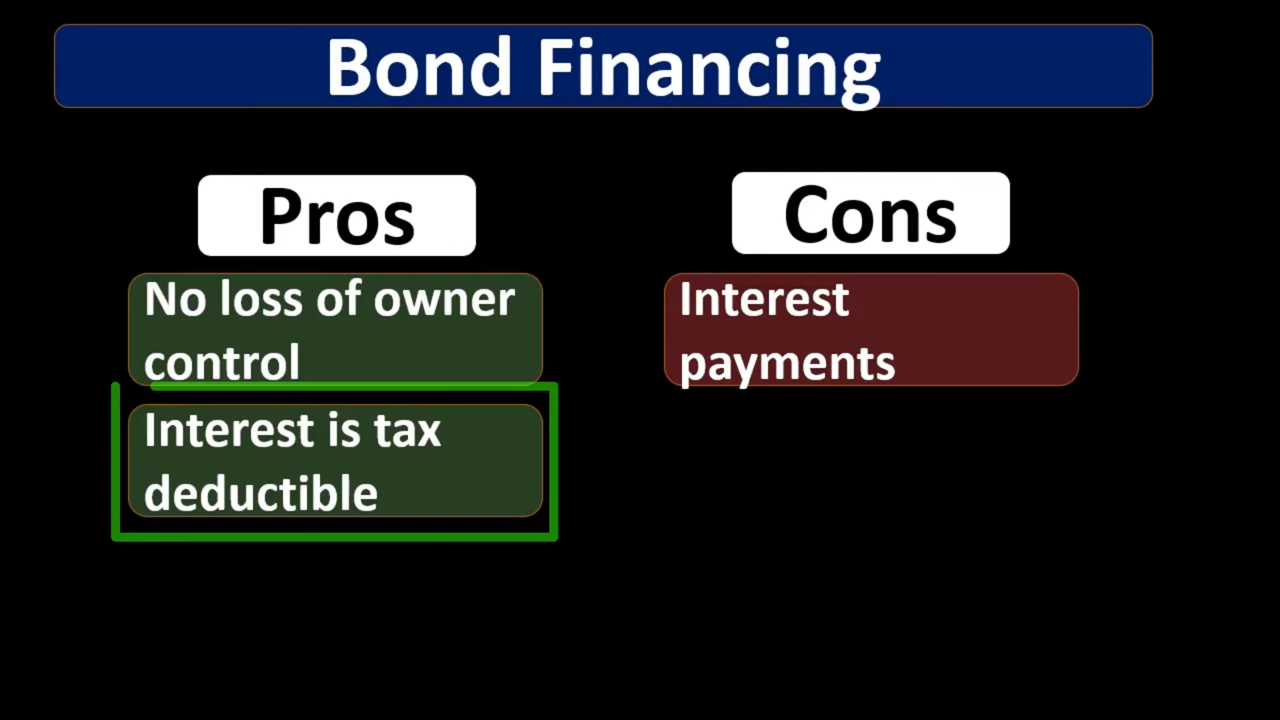 Bond Financing
Pros
No loss of owner
control
Interest is tax
deductible
Cons
Interest
payments